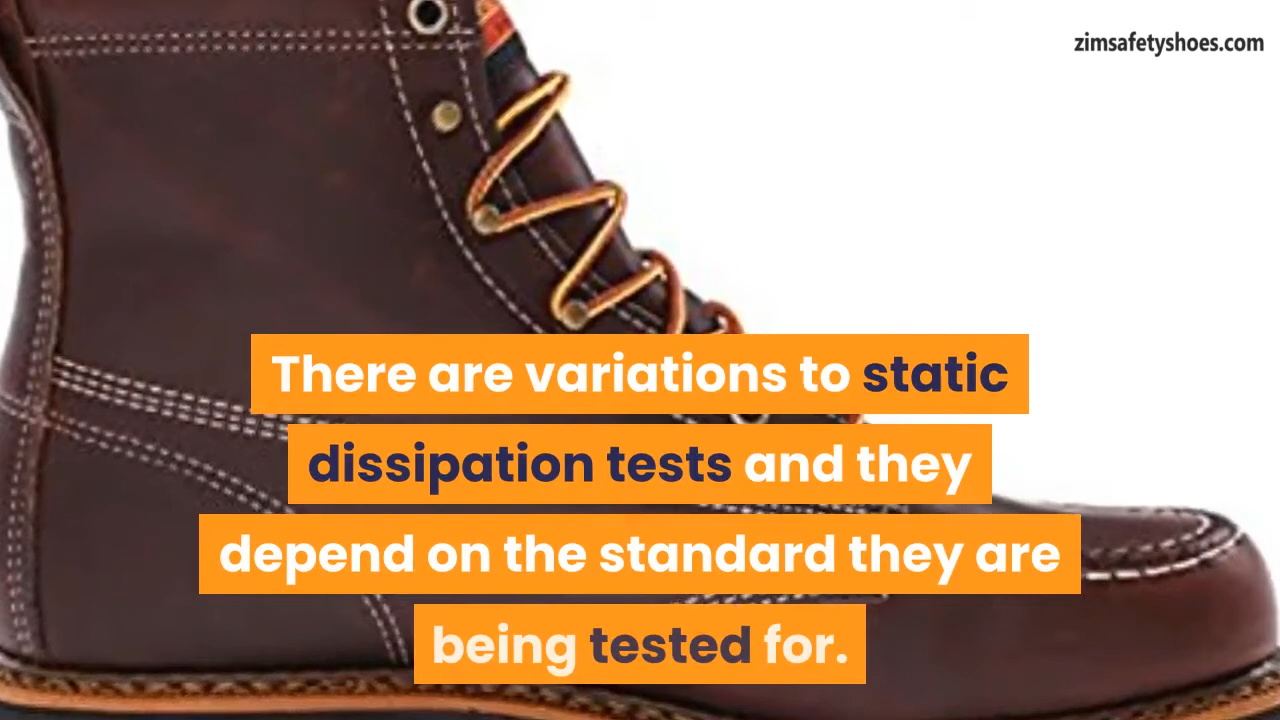 zimsafetyshoes.com
There are variations to static
dissipation tests and they
depend on the standard they are
being tested for.